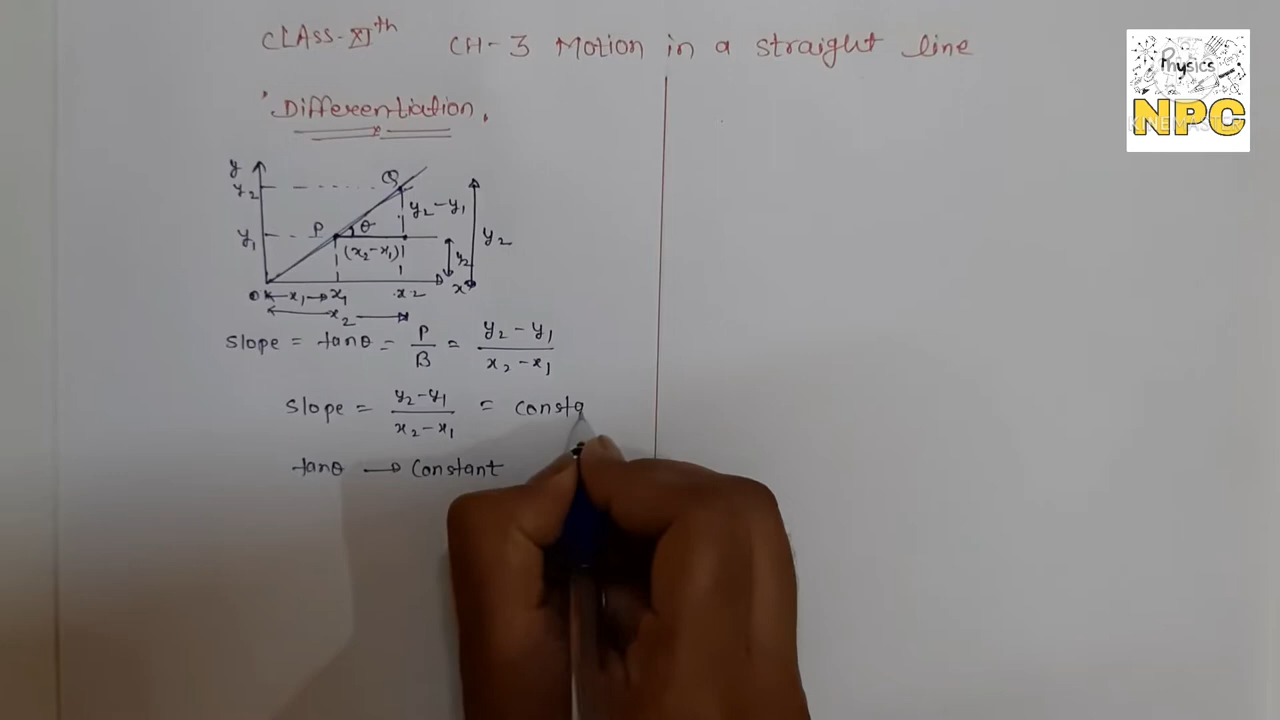 CLASS-XIth CH-3 Motion in a straight line
Differentiation.
Physics
NPC
y
y2
Q
y2-y1
y1
P
θ
y2
(x2-x1)
y2
O
x1
x1
x2
x
x2
Slope = tanθ = P/B = y2-y1/x2-x1
Slope = y2-y1/x2-x1 = consta
tanθ → Constant